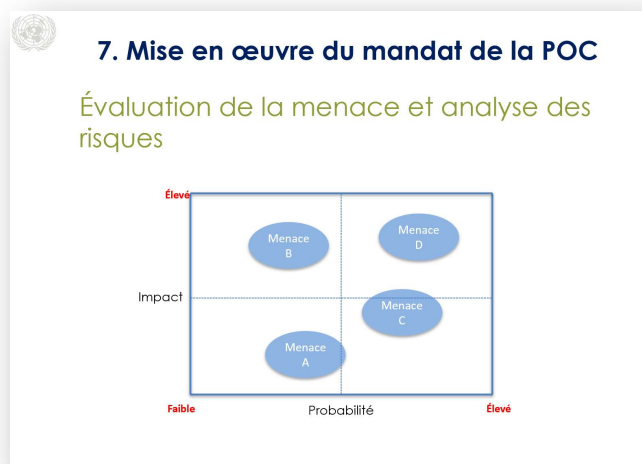 7. Mise en œuvre du mandat de la POC
Évaluation de la menace et analyse des
risques
Élevé
Menace
B
Menace
D
Impact
Menace
C
Menace
A
Faible
Probabilité
Élevé